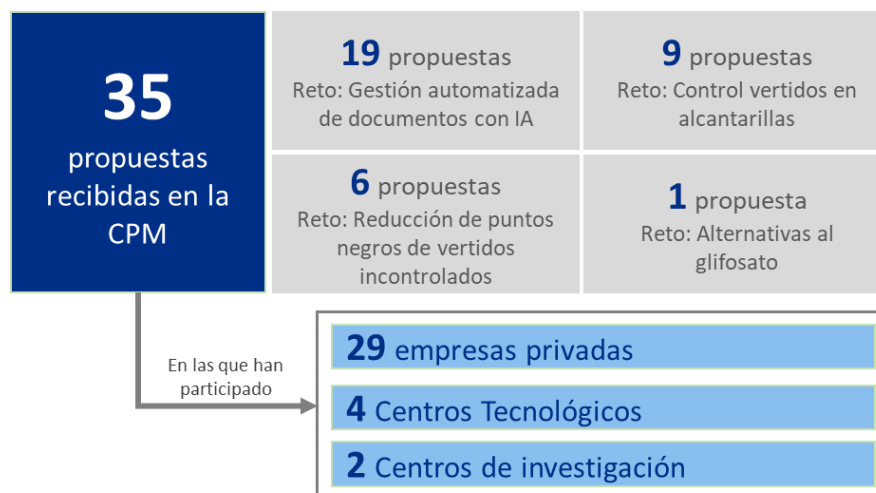 35
propuestas
recibidas en la
CPM
19 propuestas
Reto: Gestión automatizada
de documentos con IA
9 propuestas
Reto: Control vertidos en
alcantarillas
6 propuestas
Reto: Reducción de puntos
negros de vertidos
incontrolados
1 propuesta
Reto: Alternativas al
glifosato
En las que han
participado
29 empresas privadas
4 Centros Tecnológicos
2 Centros de investigación